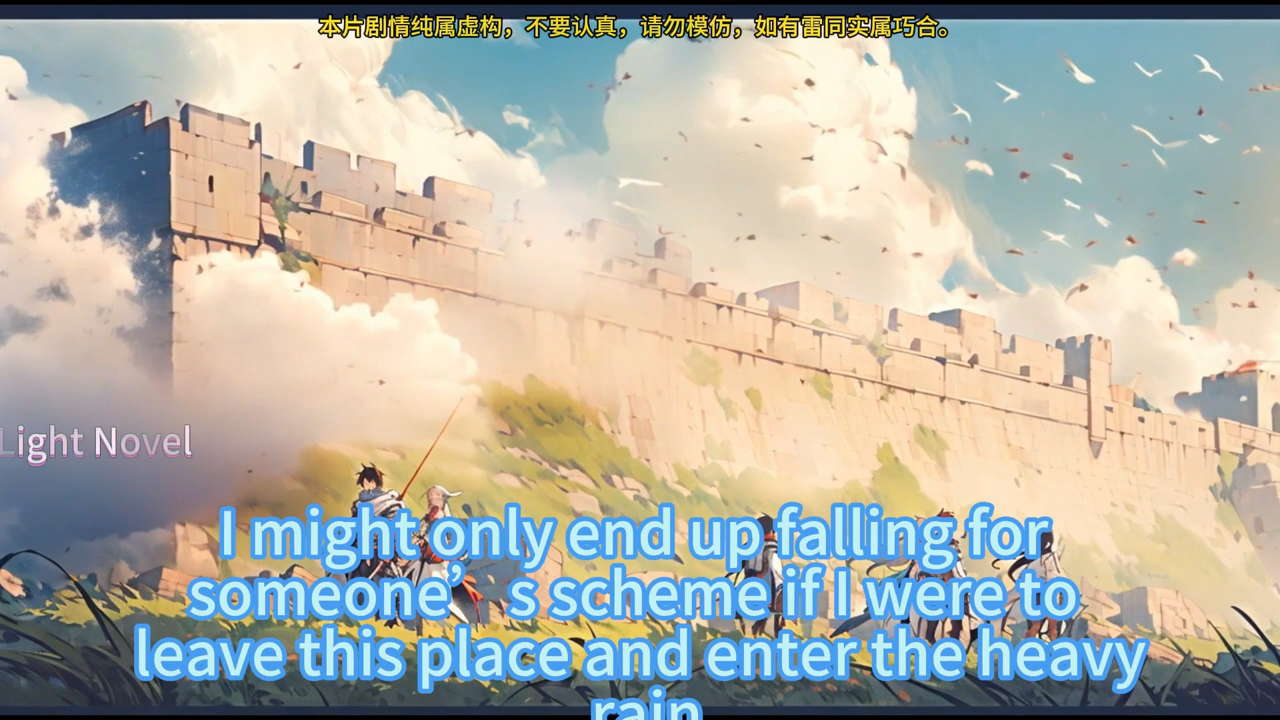 本片剧情纯属虚构，不要认真，请勿模仿，如有雷同实属巧合。
Light Novel
I might only end up falling for
someone’s scheme if I were to
leave this place and enter the heavy
rain